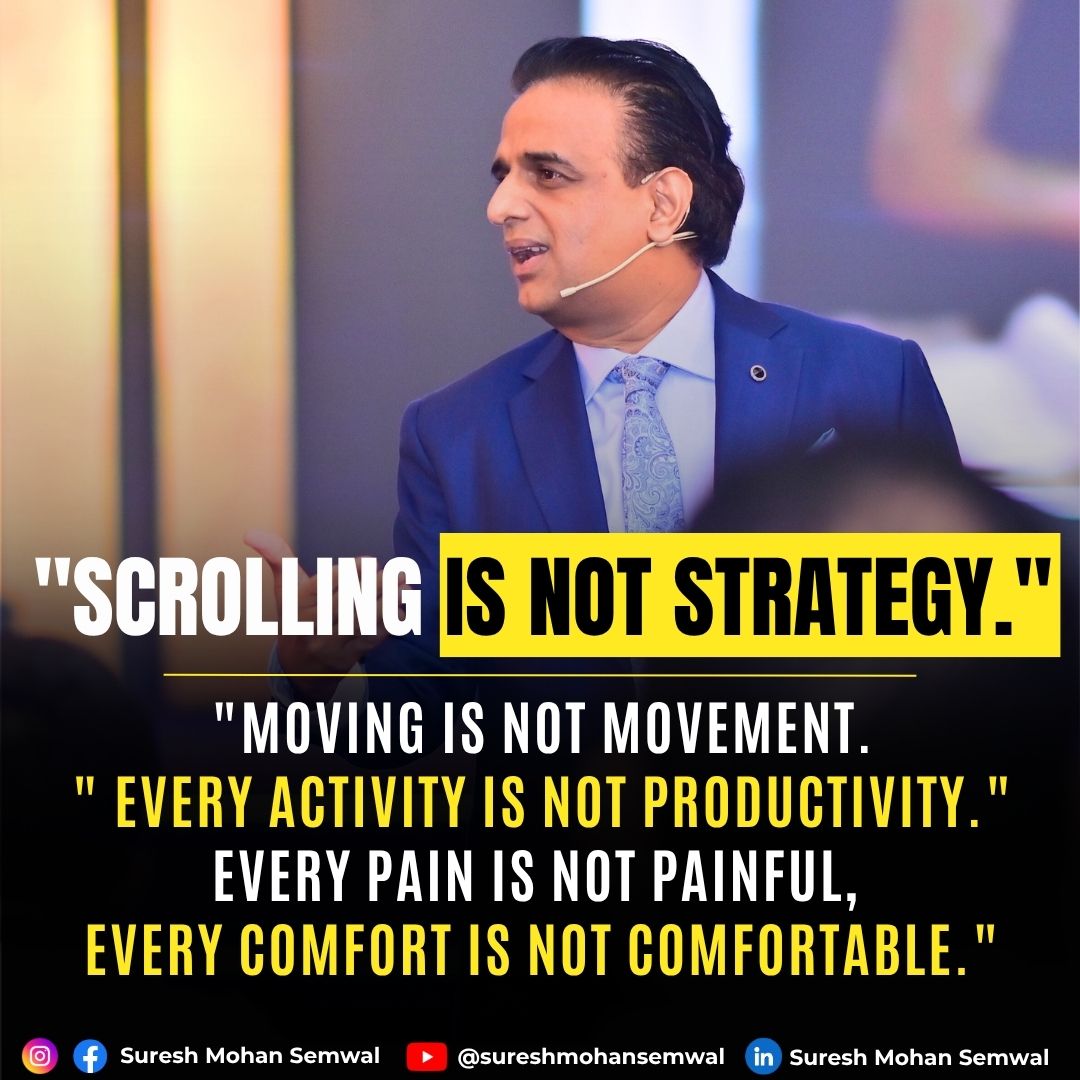 "SCROLLING IS NOT STRATEGY."
"MOVING IS NOT MOVEMENT.
" EVERY ACTIVITY IS NOT PRODUCTIVITY."
EVERY PAIN IS NOT PAINFUL,
EVERY COMFORT IS NOT COMFORTABLE."
Suresh Mohan Semwal @sureshmohansemwal in Suresh Mohan Semwal